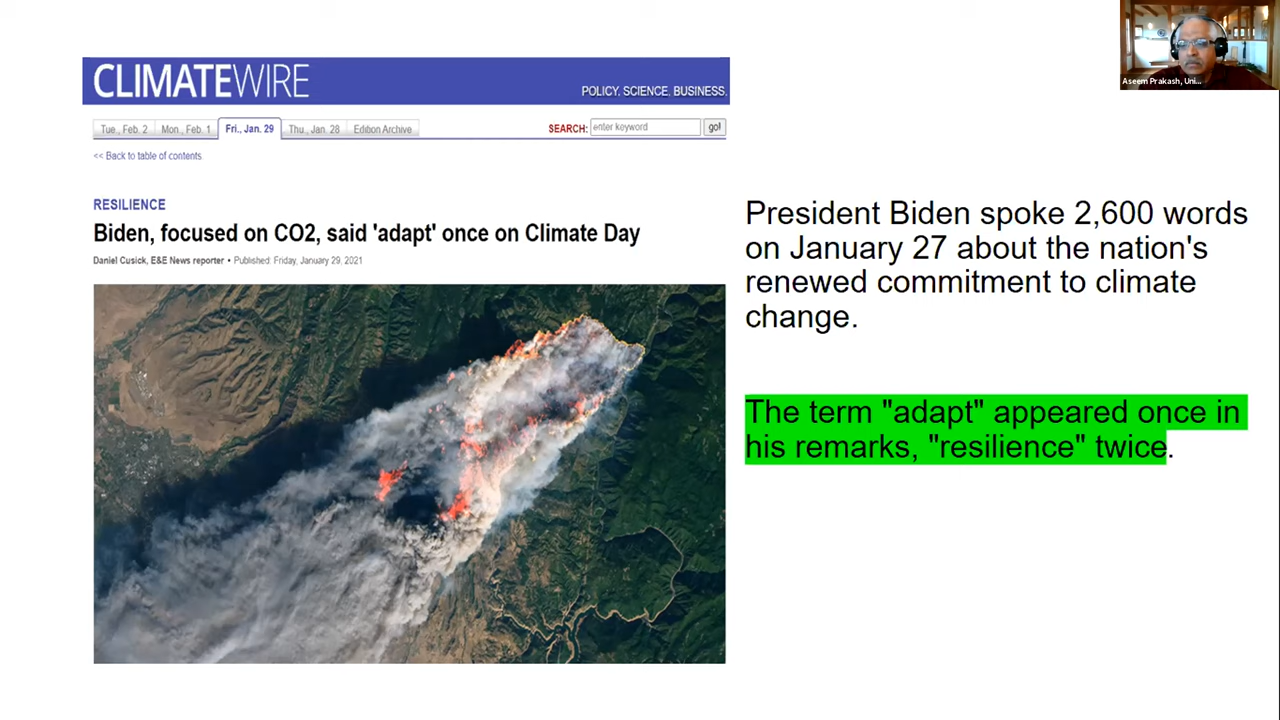 CLIMATEWIRE
POLICY. SCIENCE. BUSINESS.
Tue., Feb. 2 Mon., Feb. 1 Fri., Jan. 29 Thu., Jan. 28 Edition Archive
SEARCH: enter keyword go!
<< Back to table of contents
RESILIENCE
Biden, focused on CO2, said 'adapt' once on Climate Day
Daniel Cusick, E&E News reporter • Published: Friday, January 29, 2021
Aseem Prakash, Uni...
President Biden spoke 2,600 words
on January 27 about the nation's
renewed commitment to climate
change.
The term "adapt" appeared once in
his remarks, "resilience" twice.